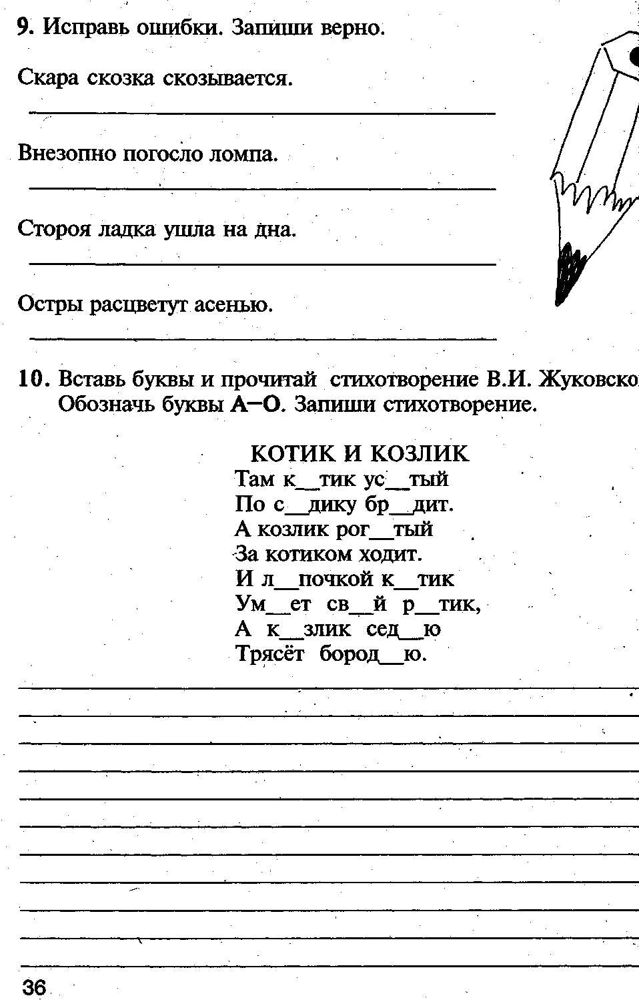 9. Исправь ошибки. Запиши верно.
Скара скозка скозывается.
Внезопно погосло ломпа.
Стороя ладка ушла на дна.
Остры расцветут асенью.
10. Вставь буквы и прочитай стихотворение В.И. Жуковско
Обозначь буквы А—О. Запиши стихотворение.
КОТИК И КОЗЛИК
Там к__тик ус__тый
По с__дику бр__дит.
А козлик рог__тый
За котиком ходит.
И л__почкой к__тик
Ум__ет св__й р__тик,
А к__злик сед__ю
Трясёт бород__ю.
36